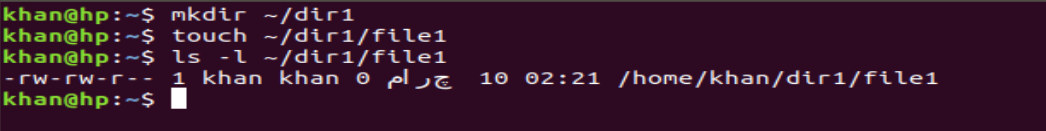 khan@hp:~$ mkdir ~/dir1
khan@hp:~$ touch ~/dir1/file1
khan@hp:~$ ls -l ~/dir1/file1
-rw-rw-r-- 1 khan khan 0 مارچ 10 02:21 /home/khan/dir1/file1
khan@hp:~$